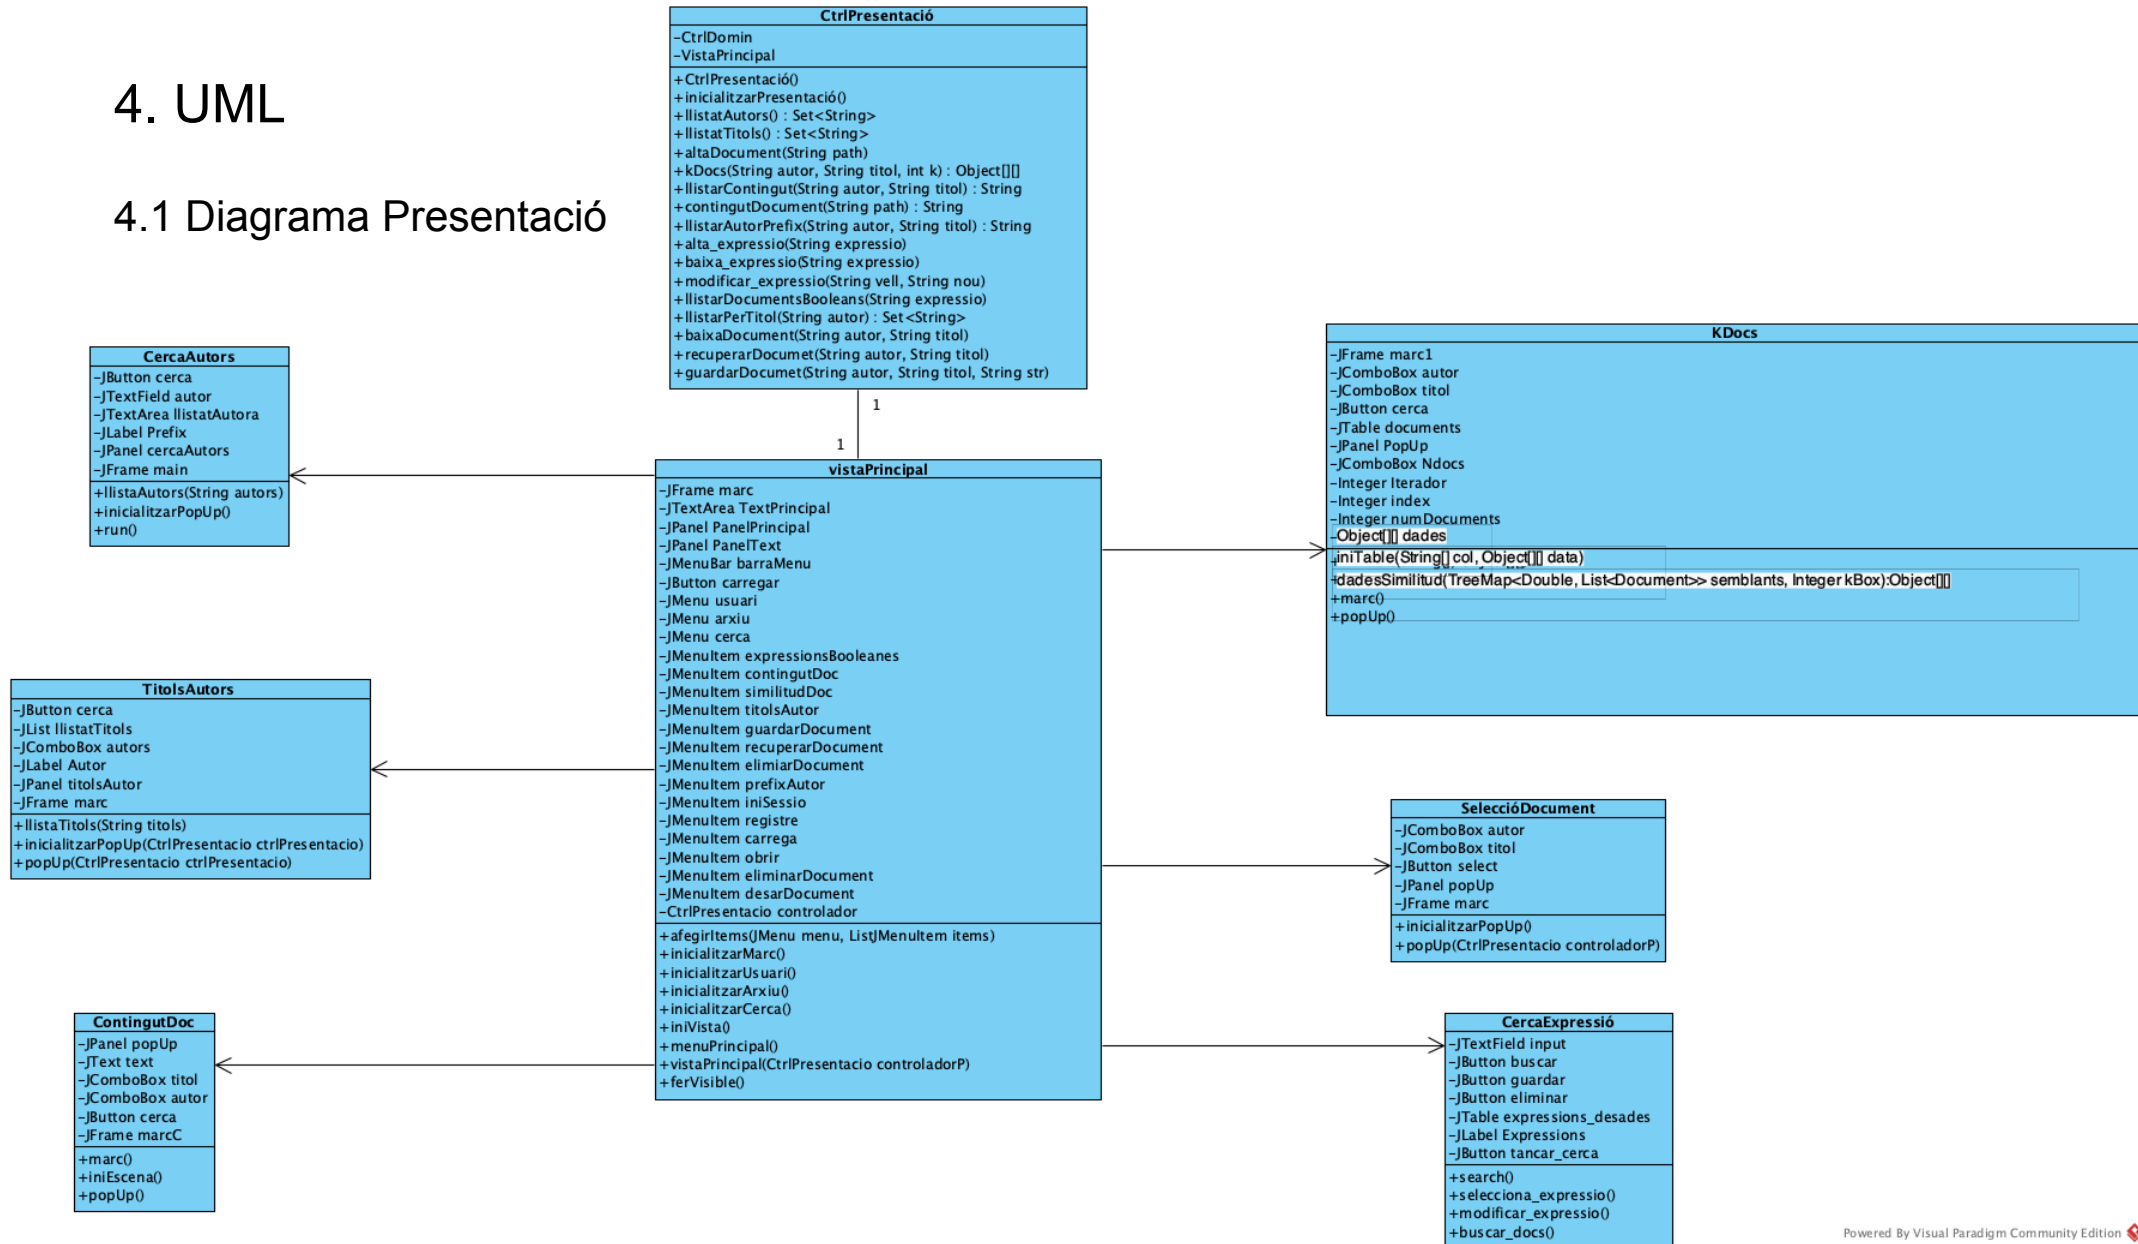 4. UML
4.1 Diagrama Presentació
CtrlPresentació
-CtrlDomin
-VistaPrincipal
+CtrlPresentació()
+inicialitzarPresentació()
+llistatAutors() : Set<String>
+llistatTitols() : Set<String>
+altaDocument(String path)
+kDocs(String autor, String titol, int k) : Object[][]
+llistarContingut(String autor, String titol) : String
+contingutDocument(String path) : String
+llistarAutorPrefix(String autor, String titol) : String
+alta_expressio(String expressio)
+baixa_expressio(String expressio)
+modificar_expressio(String vell, String nou)
+llistarDocumentsBooleans(String expressio)
+llistarPerTitol(String autor) : Set<String>
+baixaDocument(String autor, String titol)
+recuperarDocumet(String autor, String titol)
+guardarDocumet(String autor, String titol, String str)
1
1
CercaAutors
-JButton cerca
-JTextField autor
-JTextArea llistatAutora
-JLabel Prefix
-JPanel cercaAutors
-JFrame main
+llistaAutors(String autors)
+inicialitzarPopUp()
+run()
TitolsAutors
-JButton cerca
-JList llistatTitols
-JComboBox autors
-JLabel Autor
-JPanel titolsAutor
-JFrame marc
+llistaTitols(String titols)
+inicialitzarPopUp(CtrlPresentacio ctrlPresentacio)
+popUp(CtrlPresentacio ctrlPresentacio)
ContingutDoc
-JPanel popUp
-JText text
-JComboBox titol
-JComboBox autor
-JButton cerca
-JFrame marcC
+marc()
+iniEscena()
+popUp()
vistaPrincipal
-JFrame marc
-JTextArea TextPrincipal
-JPanel PanelPrincipal
-JPanel PanelText
-JMenuBar barraMenu
-JButton carregar
-JMenu usuari
-JMenu arxiu
-JMenu cerca
-JMenuItem expressionsBooleanes
-JMenuItem contingutDoc
-JMenuItem similitudDoc
-JMenuItem titolsAutor
-JMenuItem guardarDocument
-JMenuItem recuperarDocument
-JMenuItem elimiarDocument
-JMenuItem prefixAutor
-JMenuItem iniSessio
-JMenuItem registre
-JMenuItem carrega
-JMenuItem obrir
-JMenuItem eliminarDocument
-JMenuItem desarDocument
-CtrlPresentacio controlador
+afegirItems(JMenu menu, ListJMenuItem items)
+inicialitzarMarc()
+inicialitzarUsuari()
+inicialitzarArxiu()
+inicialitzarCerca()
+iniVista()
+menuPrincipal()
+vistaPrincipal(CtrlPresentacio controladorP)
+ferVisible()
KDocs
-JFrame marc1
-JComboBox autor
-JComboBox titol
-JButton cerca
-JTable documents
-JPanel PopUp
-JComboBox Ndocs
-Integer Iterador
-Integer index
-Integer numDocuments
-Object[][] dades
+iniTable(String[] col, Object[][] data)
+dadesSimilitud(TreeMap<Double, List<Document>> semblants, Integer kBox):Object[][]
+marc()
+popUp()
SeleccióDocument
-JComboBox autor
-JComboBox titol
-JButton select
-JPanel popUp
-JFrame marc
+inicialitzarPopUp()
+popUp(CtrlPresentacio controladorP)
CercaExpressió
-JTextField input
-JButton buscar
-JButton guardar
-JButton eliminar
-JTable expressions_desades
-JLabel Expressions
-JButton tancar_cerca
+search()
+selecciona_expressio()
+modificar_expressio()
+buscar_docs()
Powered By Visual Paradigm Community Edition